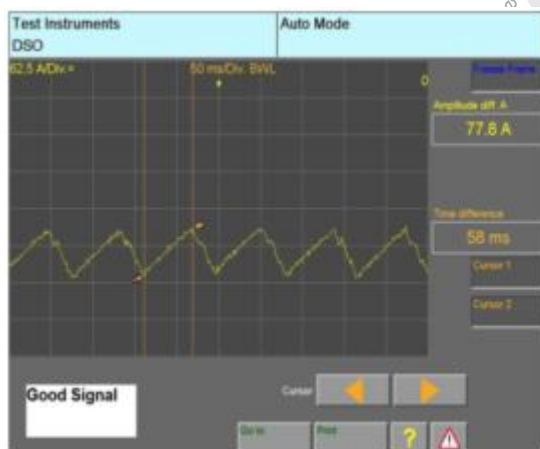 Test Instruments
DSO
Auto Mode
62,5 A/Div.=
50 ms/Div. BWL
0
Freeze Frame
Amplitude diff. A
77.8 A
Time difference
58 ms
Cursor 1
Cursor 2
Good Signal
Cursor
Go to
Print
?